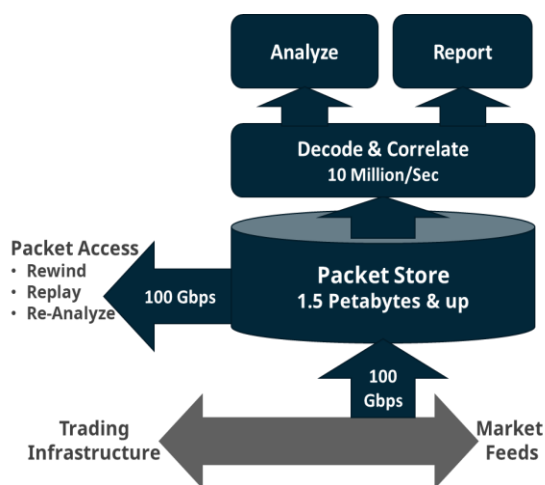 Analyze
Report
Decode & Correlate
10 Million/Sec
Packet Access
• Rewind
• Replay
• Re-Analyze
100 Gbps
Packet Store
1.5 Petabytes & up
100
Gbps
Trading
Infrastructure
Market
Feeds